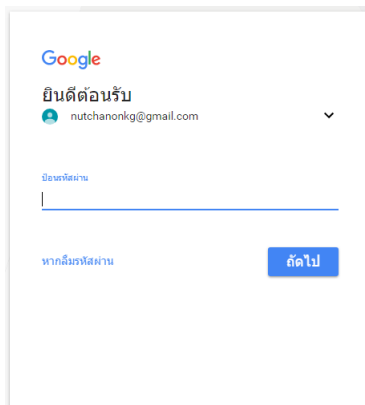 Google
ยินดีต้อนรับ
nutchanonkg@gmail.com
ป้อนรหัสผ่าน
หากลืมรหัสผ่าน
ถัดไป